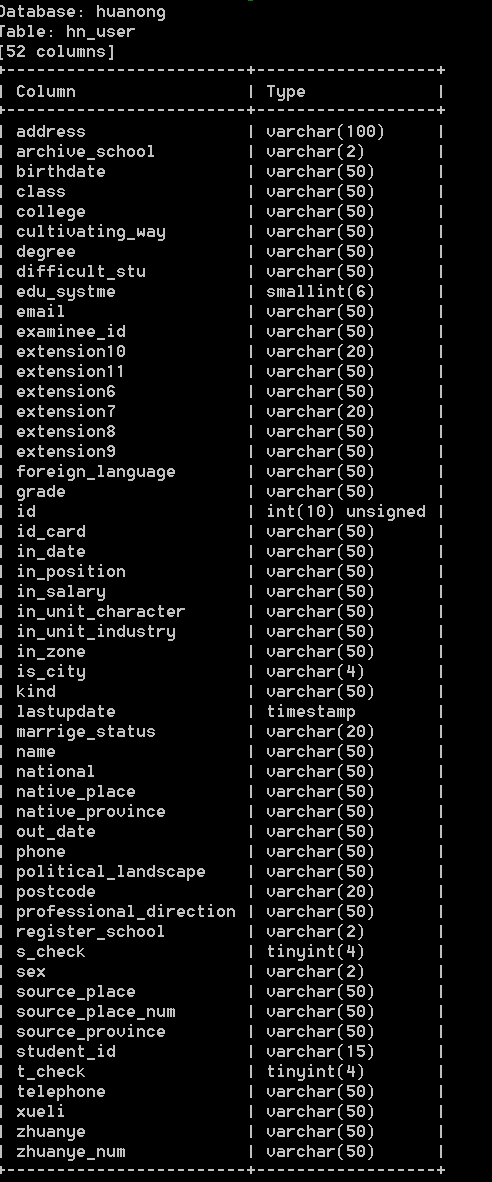 Database: huanong
Table: hn_user
[52 columns]
+----------------------+-----------------+
| Column | Type |
+----------------------+-----------------+
| address | varchar(100) |
| archive_school | varchar(2) |
| birthdate | varchar(50) |
| class | varchar(50) |
| college | varchar(50) |
| cultivating_way | varchar(50) |
| degree | varchar(50) |
| difficult_stu | varchar(50) |
| edu_systme | smallint(6) |
| email | varchar(50) |
| examinee_id | varchar(50) |
| extension10 | varchar(20) |
| extension11 | varchar(50) |
| extension6 | varchar(50) |
| extension7 | varchar(20) |
| extension8 | varchar(50) |
| extension9 | varchar(50) |
| foreign_language | varchar(50) |
| grade | varchar(50) |
| id | int(10) unsigned |
| id_card | varchar(50) |
| in_date | varchar(50) |
| in_position | varchar(50) |
| in_salary | varchar(50) |
| in_unit_character | varchar(50) |
| in_unit_industry | varchar(50) |
| in_zone | varchar(50) |
| is_city | varchar(4) |
| kind | varchar(50) |
| lastupdate | timestamp |
| marrige_status | varchar(20) |
| name | varchar(50) |
| national | varchar(50) |
| native_place | varchar(50) |
| native_province | varchar(50) |
| out_date | varchar(50) |
| phone | varchar(50) |
| political_landscape | varchar(50) |
| postcode | varchar(20) |
| professional_direction | varchar(50) |
| register_school | varchar(2) |
| s_check | tinyint(4) |
| sex | varchar(2) |
| source_place | varchar(50) |
| source_place_num | varchar(50) |
| source_province | varchar(50) |
| student_id | varchar(15) |
| t_check | tinyint(4) |
| telephone | varchar(50) |
| xueli | varchar(50) |
| zhuanye | varchar(50) |
| zhuanye_num | varchar(50) |
+----------------------+-----------------+